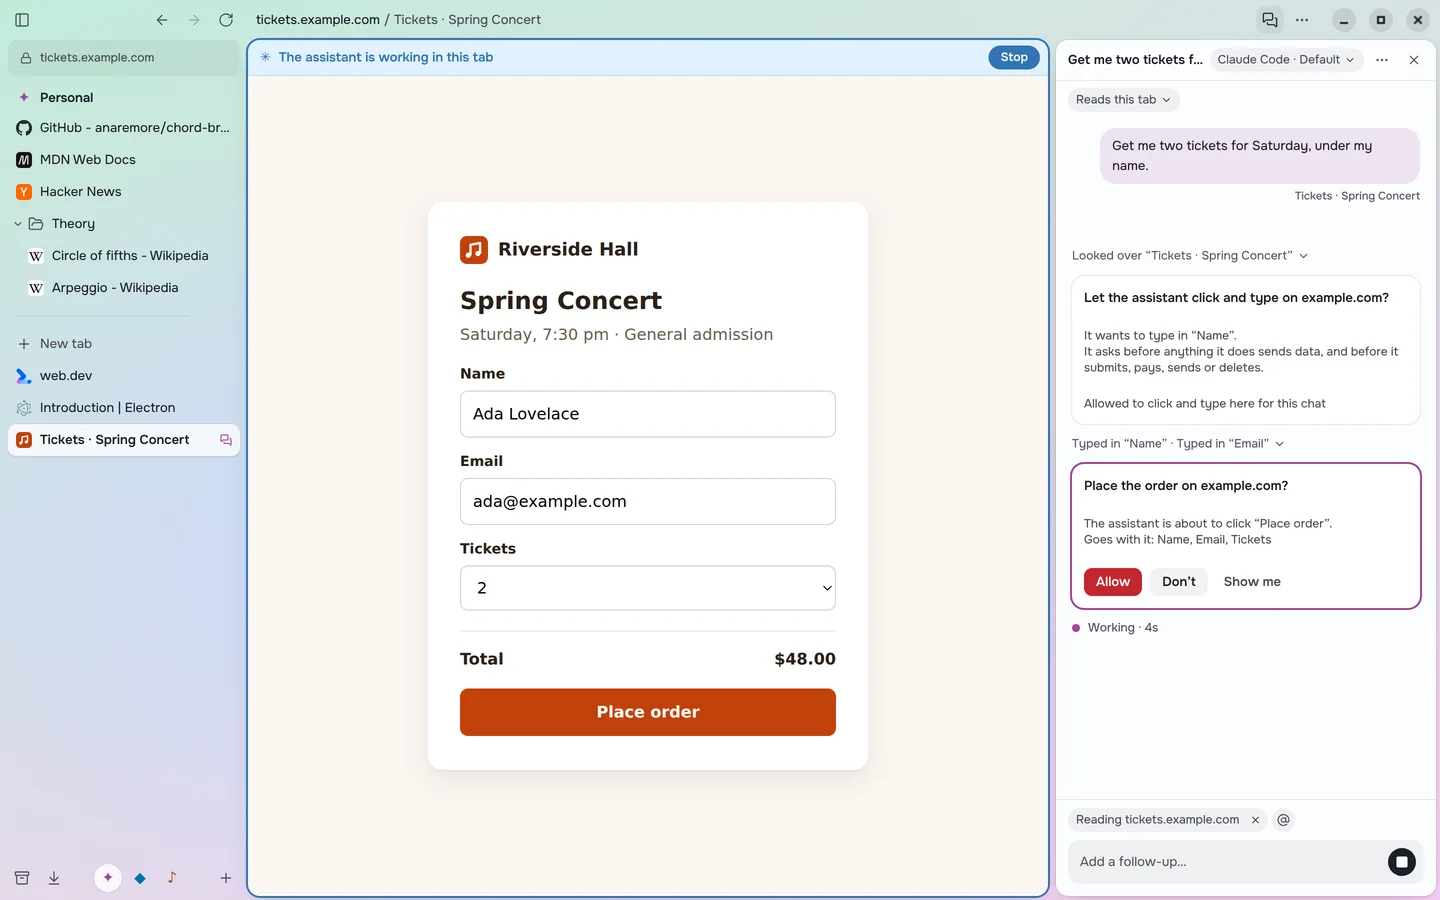 tickets.example.com / Tickets · Spring Concert
tickets.example.com
Personal
GitHub - anaremore/chord-br...
MDN Web Docs
Hacker News
Theory
Circle of fifths - Wikipedia
Arpeggio - Wikipedia
New tab
web.dev
Introduction | Electron
Tickets · Spring Concert
The assistant is working in this tab
Stop
Riverside Hall
Spring Concert
Saturday, 7:30 pm · General admission
Name
Ada Lovelace
Email
ada@example.com
Tickets
2
Total $48.00
Place order
Get me two tickets f...
Claude Code · Default
Reads this tab
Get me two tickets for Saturday, under my
name.
Tickets · Spring Concert
Looked over “Tickets · Spring Concert”
Let the assistant click and type on example.com?
It wants to type in “Name”.
It asks before anything it does sends data, and before it
submits, pays, sends or deletes.
Allowed to click and type here for this chat
Typed in “Name” · Typed in “Email”
Place the order on example.com?
The assistant is about to click “Place order”.
Goes with it: Name, Email, Tickets
Allow Don’t Show me
Working · 4s
Reading tickets.example.com
Add a follow-up...